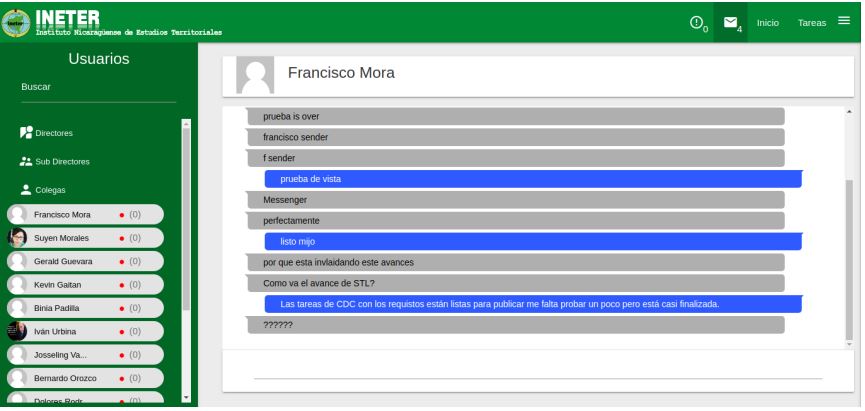 INETER
Instituto Nicaragüense de Estudios Territoriales
0
4
Inicio
Tareas
Usuarios
Buscar
Directores
Sub Directores
Colegas
Francisco Mora (0)
Suyen Morales (0)
Gerald Guevara (0)
Kevin Gaitan (0)
Binia Padilla (0)
Iván Urbina (0)
Josseling Va... (0)
Bernardo Orozco (0)
Dolores Rodr... (0)
Francisco Mora
prueba is over
francisco sender
f sender
prueba de vista
Messenger
perfectamente
listo mijo
por que esta invlaidando este avances
Como va el avance de STL?
Las tareas de CDC con los requistos están listas para publicar me falta probar un poco pero está casi finalizada.
??????